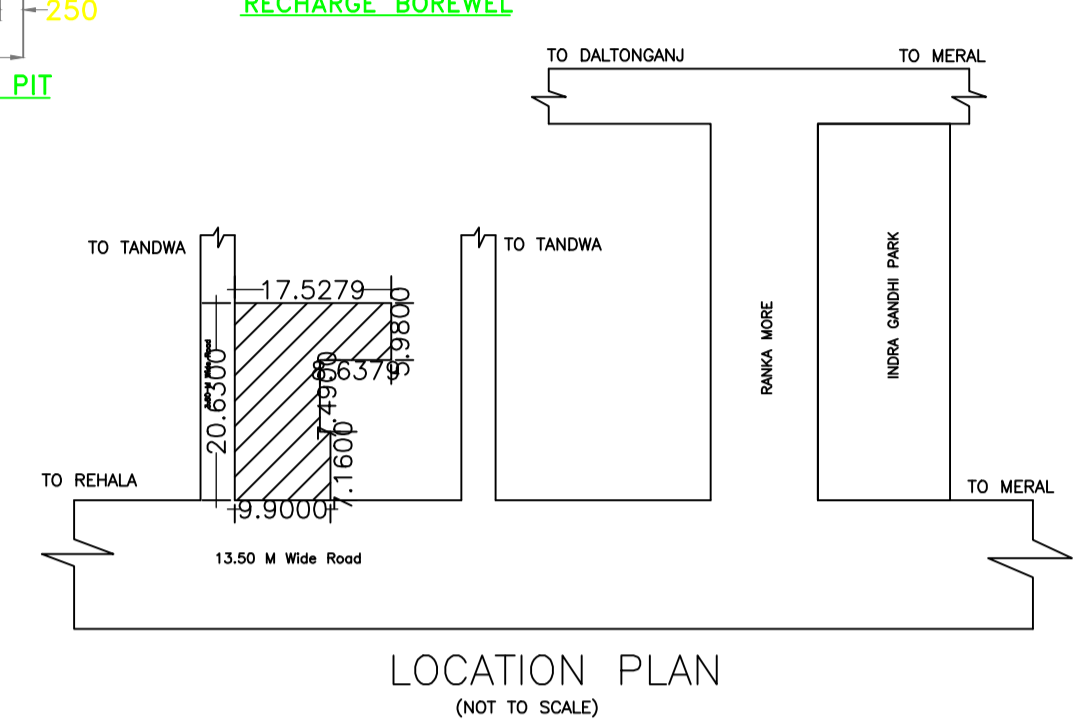 250
RECHARGE BOREWEL
PIT
TO DALTONGANJ
TO MERAL
TO TANDWA
TO TANDWA
17.5279
5.9800
20.6300
7.4900
7.1600
9.9000
RANKA MORE
INDRA GANDHI PARK
TO REHALA
TO MERAL
13.50 M Wide Road
LOCATION PLAN
(NOT TO SCALE)